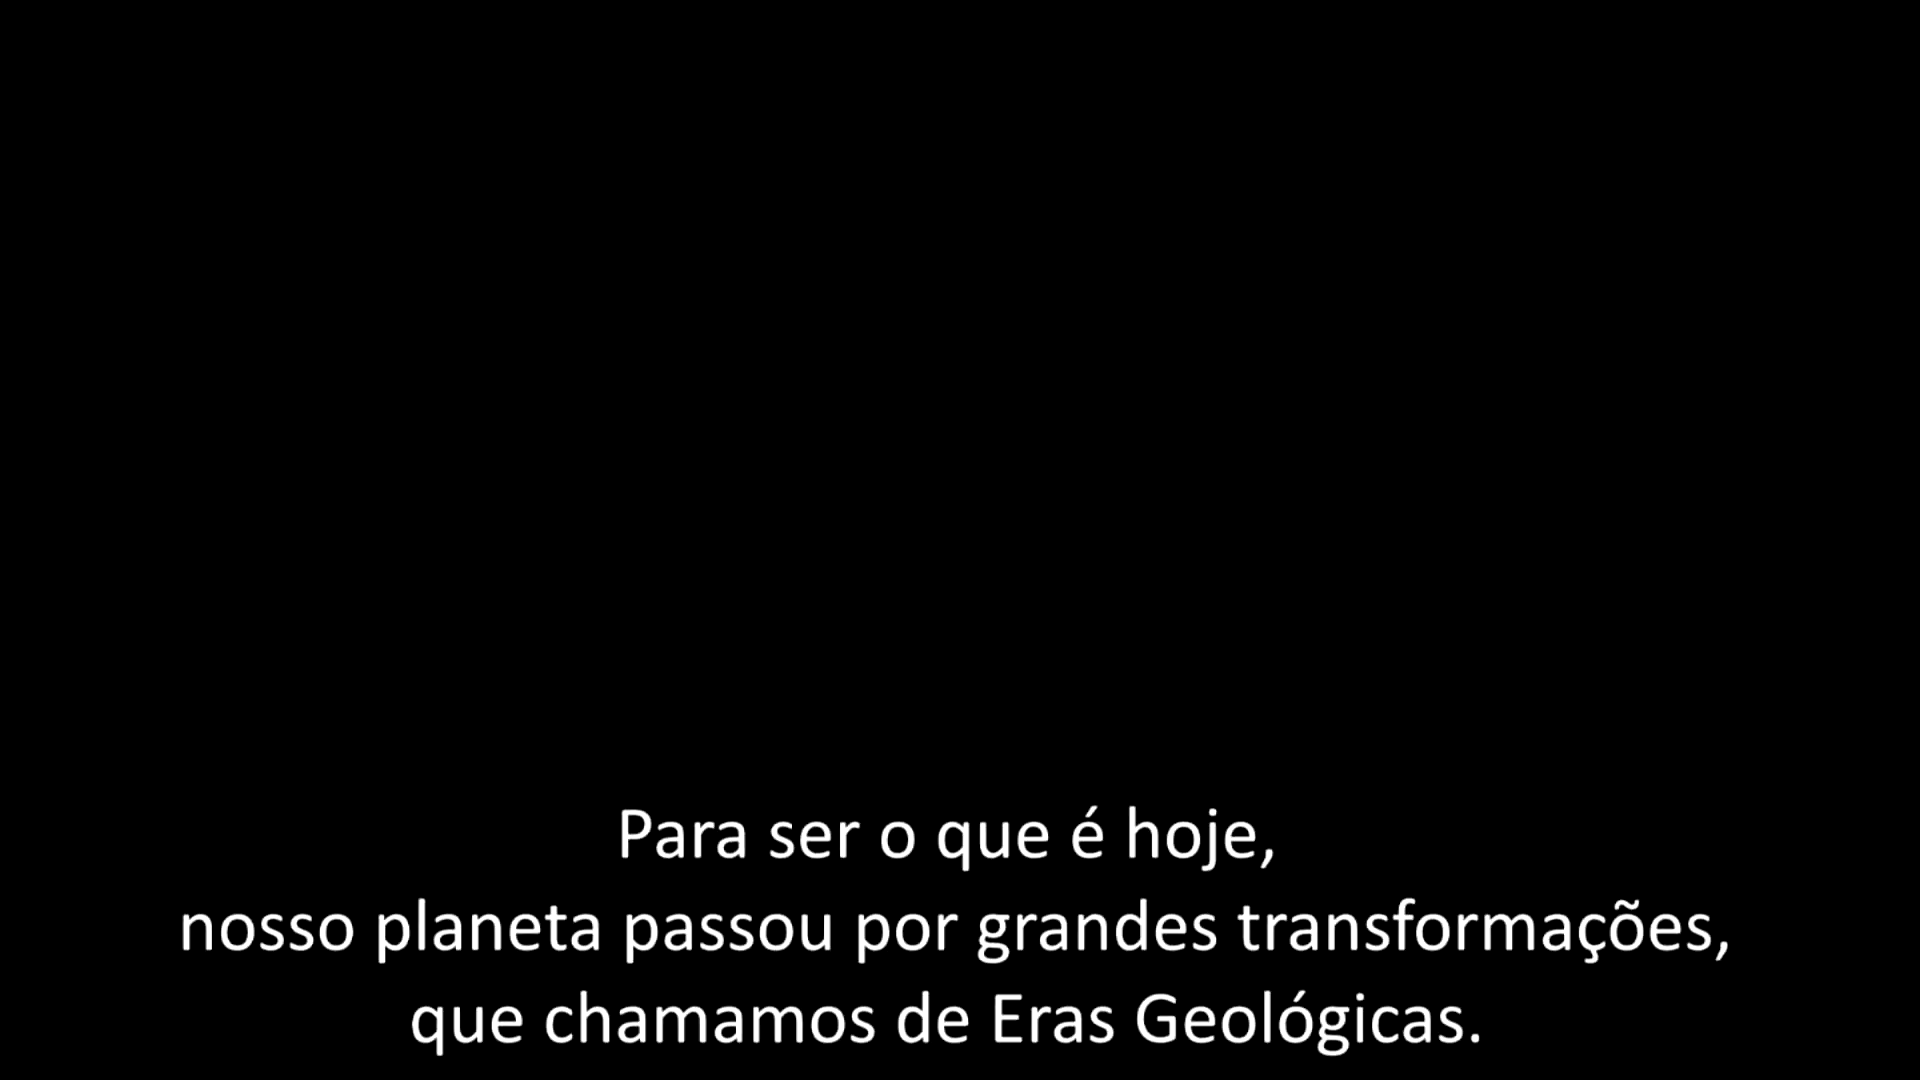 Para ser o que é hoje,
nosso planeta passou por grandes transformações,
que chamamos de Eras Geológicas.